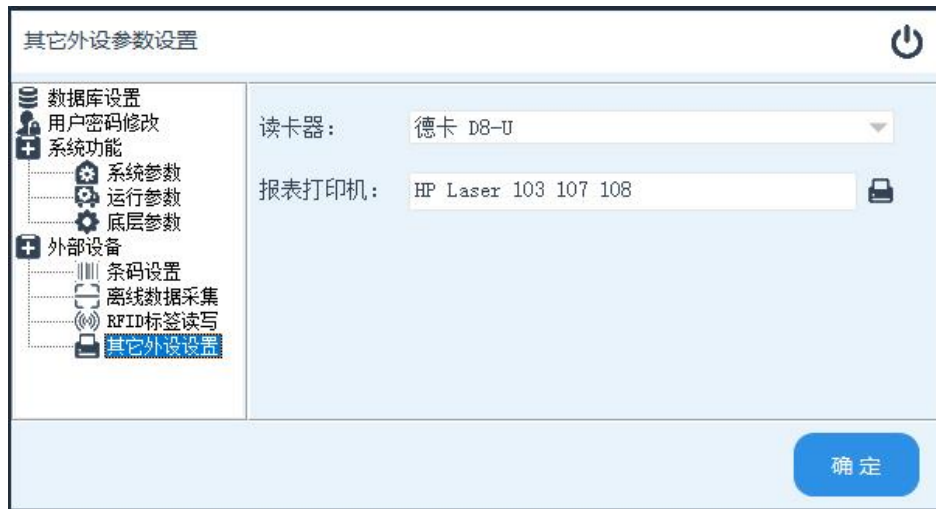 其它外设参数设置
数据库设置
用户密码修改
系统功能
系统参数
运行参数
底层参数
外部设备
条码设置
离线数据采集
RFID标签读写
其它外设设置
读卡器： 德卡 D8-U
报表打印机： HP Laser 103 107 108
确定